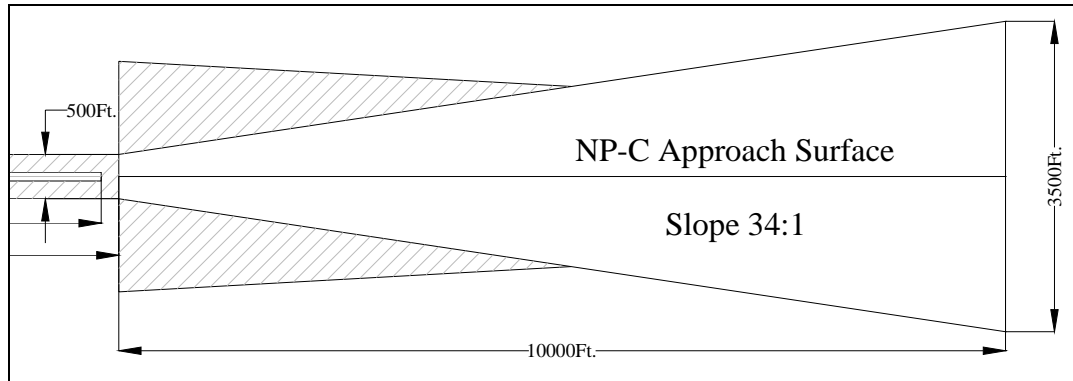 500Ft.
NP-C Approach Surface
Slope 34:1
3500Ft.
10000Ft.